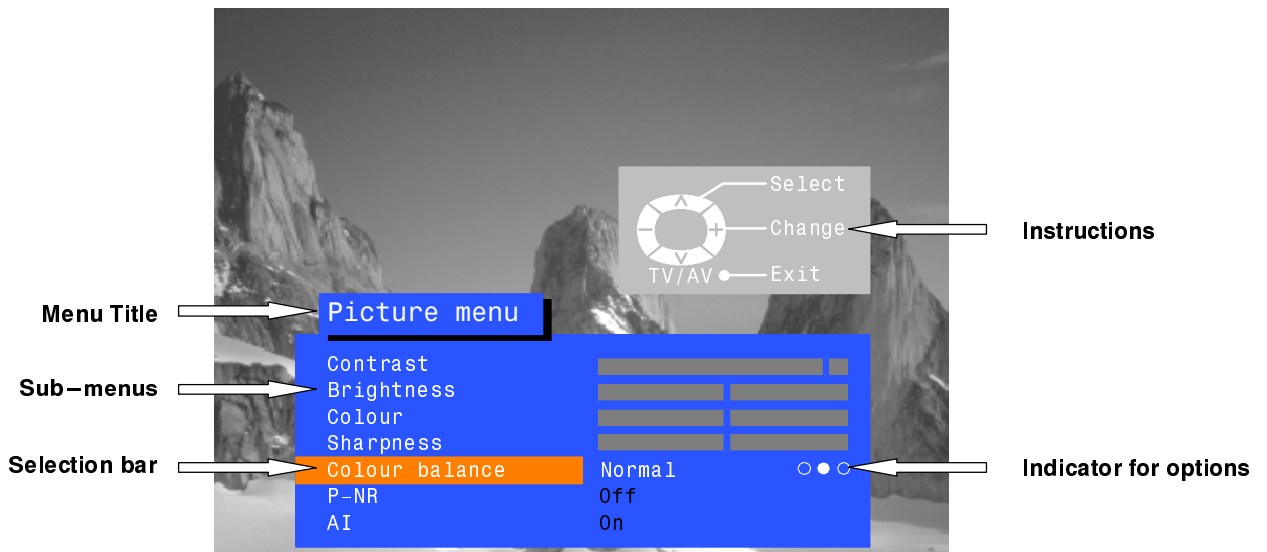 Select
Change
Instructions
TV/AV
Exit
Menu Title
Picture menu
Contrast
Sub-menus
Brightness
Colour
Sharpness
Selection bar
Colour balance
Normal
Indicator for options
P-NR
Off
AI
On